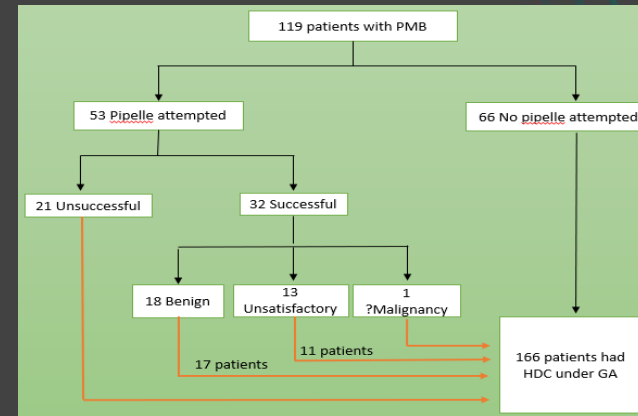 119 patients with PMB
53 Pipelle attempted
66 No pipelle attempted
21 Unsuccessful
32 Successful
18 Benign
13
Unsatisfactory
1
?Malignancy
17 patients
11 patients
166 patients had
HDC under GA